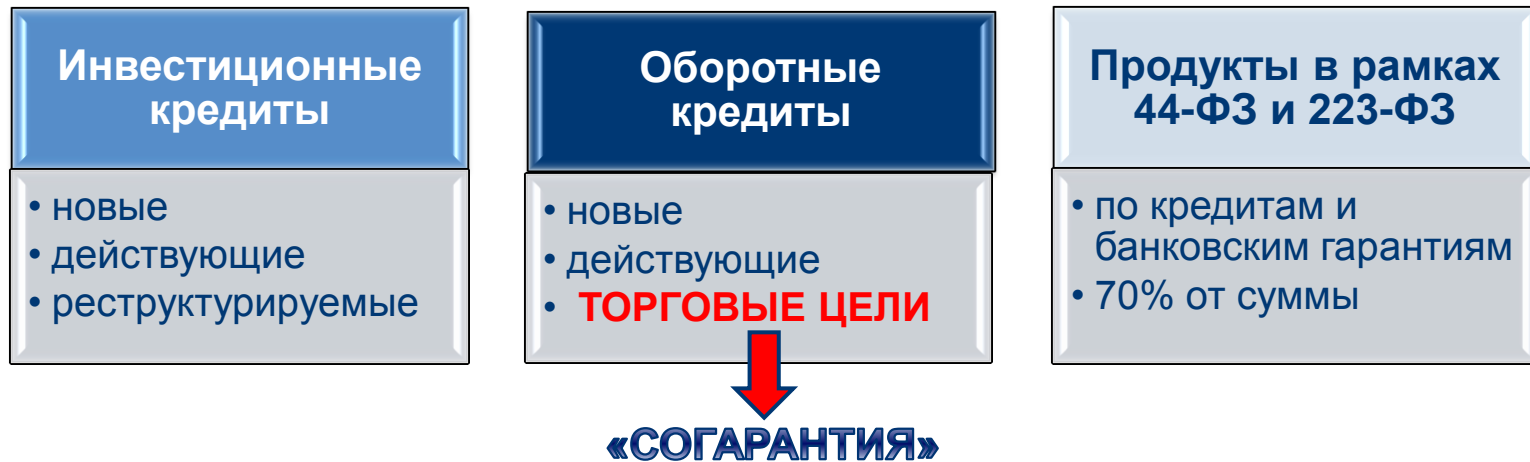 Инвестиционные
кредиты
• новые
• действующие
• реструктурируемые
Оборотные
кредиты
• новые
• действующие
• ТОРГОВЫЕ ЦЕЛИ
«СОГАРАНТИЯ»
Продукты в рамках
44-ФЗ и 223-ФЗ
• по кредитам и
банковским гарантиям
• 70% от суммы